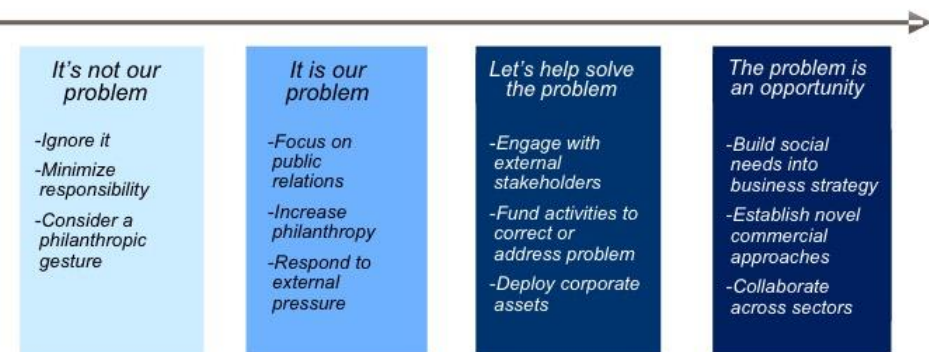 It's not our
problem
-Ignore it
-Minimize
responsibility
-Consider a
philanthropic
gesture
It is our
problem
-Focus on
public
relations
-Increase
philanthropy
-Respond to
external
pressure
Let's help solve
the problem
-Engage with
external
stakeholders
-Fund activities to
correct or
address problem
-Deploy corporate
assets
The problem is
an opportunity
-Build social
needs into
business strategy
-Establish novel
commercial
approaches
-Collaborate
across sectors